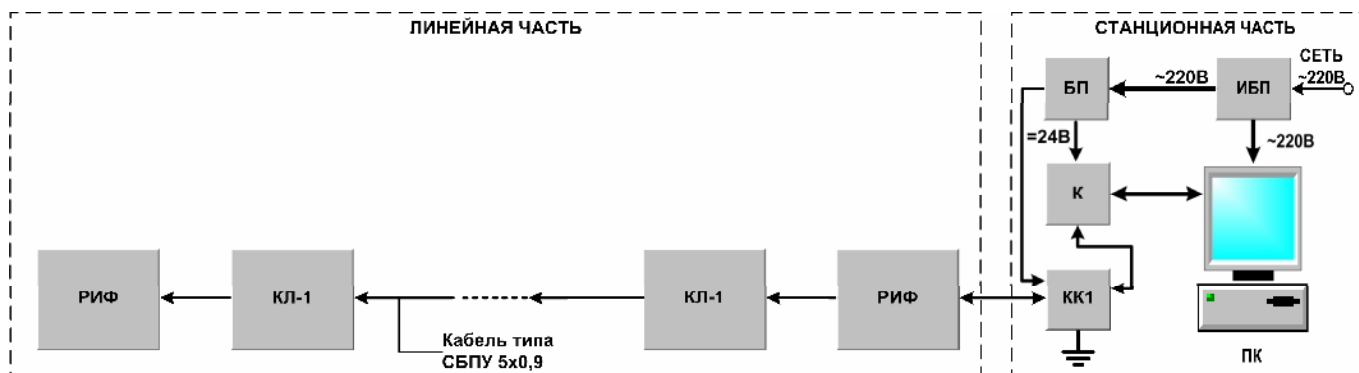 ЛИНЕЙНАЯ ЧАСТЬ
СТАНЦИОННАЯ ЧАСТЬ
БП
~220В
ИБП
СЕТЬ
~220В
=24В
~220В
К
РИФ
КЛ-1
КЛ-1
РИФ
КК1
Кабель типа
СБПУ 5х0,9
ПК